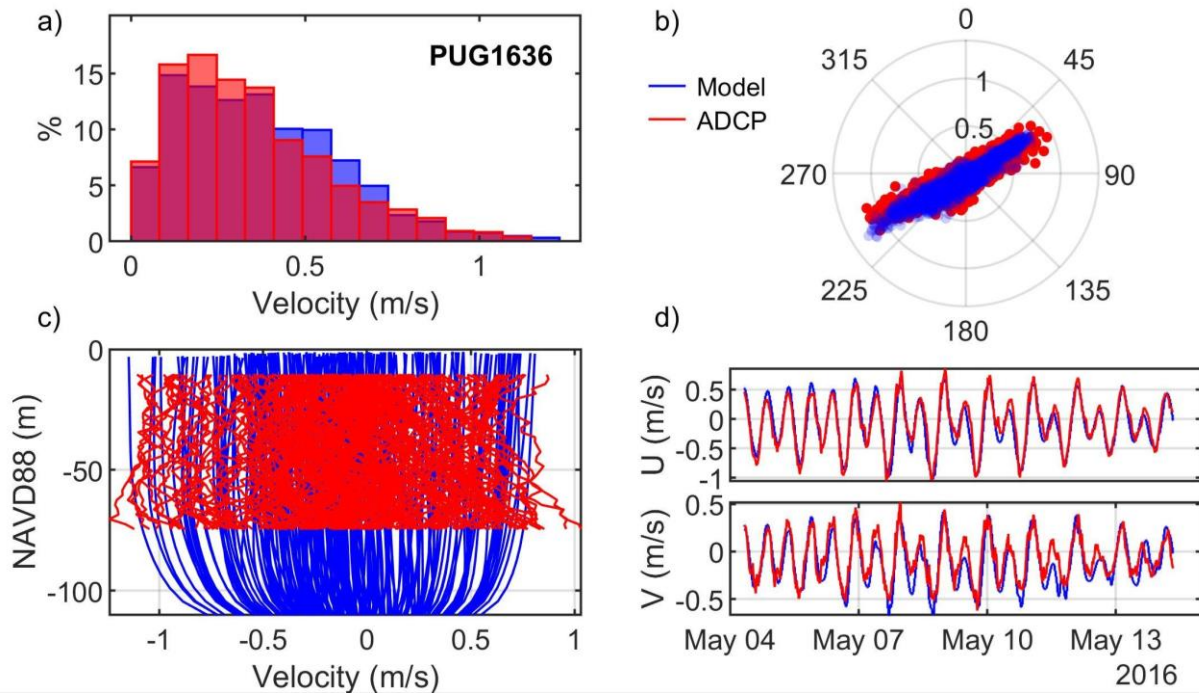 a)
PUG1636
15
10
5
0
%
0
0.5
1
Velocity (m/s)
b)
Model
ADCP
0
45
90
135
180
225
270
315
1
0.5
c)
0
-50
-100
NAVD88 (m)
-1
-0.5
0
0.5
1
Velocity (m/s)
d)
0.5
0
-0.5
-1
U (m/s)
0.5
0
-0.5
V (m/s)
May 04
May 07
May 10
May 13
2016